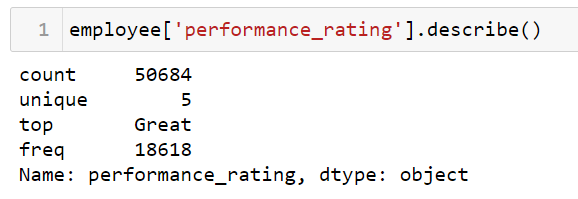 1 employee['performance_rating'].describe()
count 50684
unique 5
top Great
freq 18618
Name: performance_rating, dtype: object